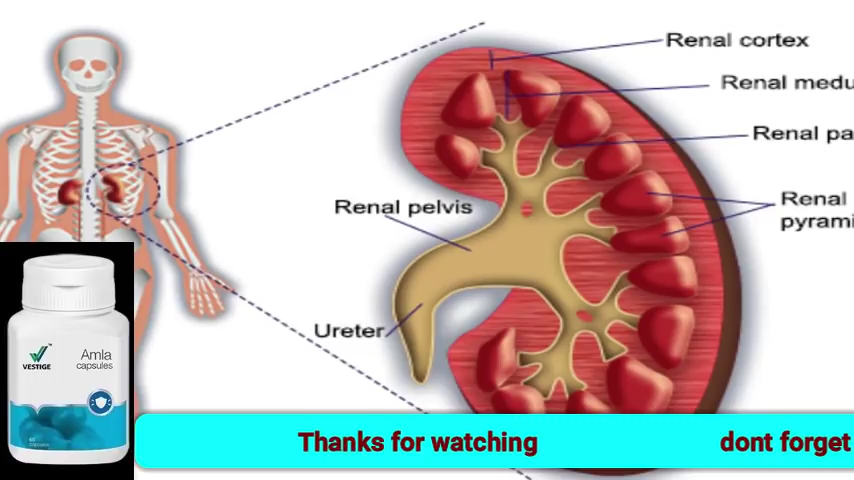 Renal cortex
Renal medu
Renal pa
Renal
pyrami
Renal pelvis
Ureter
VESTIGE
Amla
capsules
60
Thanks for watching
dont forget